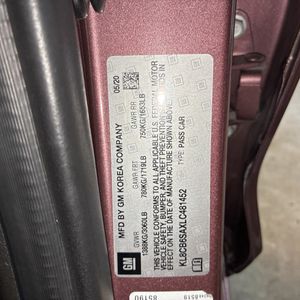 MFD BY GM KOREA COMPANY
05/20
GVWR
1388KG/3060LB
GAWR FRT
780KG/1719LB
GAWR RR
750KG/1653LB
THIS VEHICLE CONFORMS TO ALL APPLICABLE U.S. FEDERAL MOTOR
VEHICLE SAFETY, BUMPER, AND THEFT PREVENTION STANDARDS IN
EFFECT ON THE DATE OF MANUFACTURE SHOWN ABOVE.
KL8CB6SAXLC481452
TYPE: PASS CAR
GM
85190